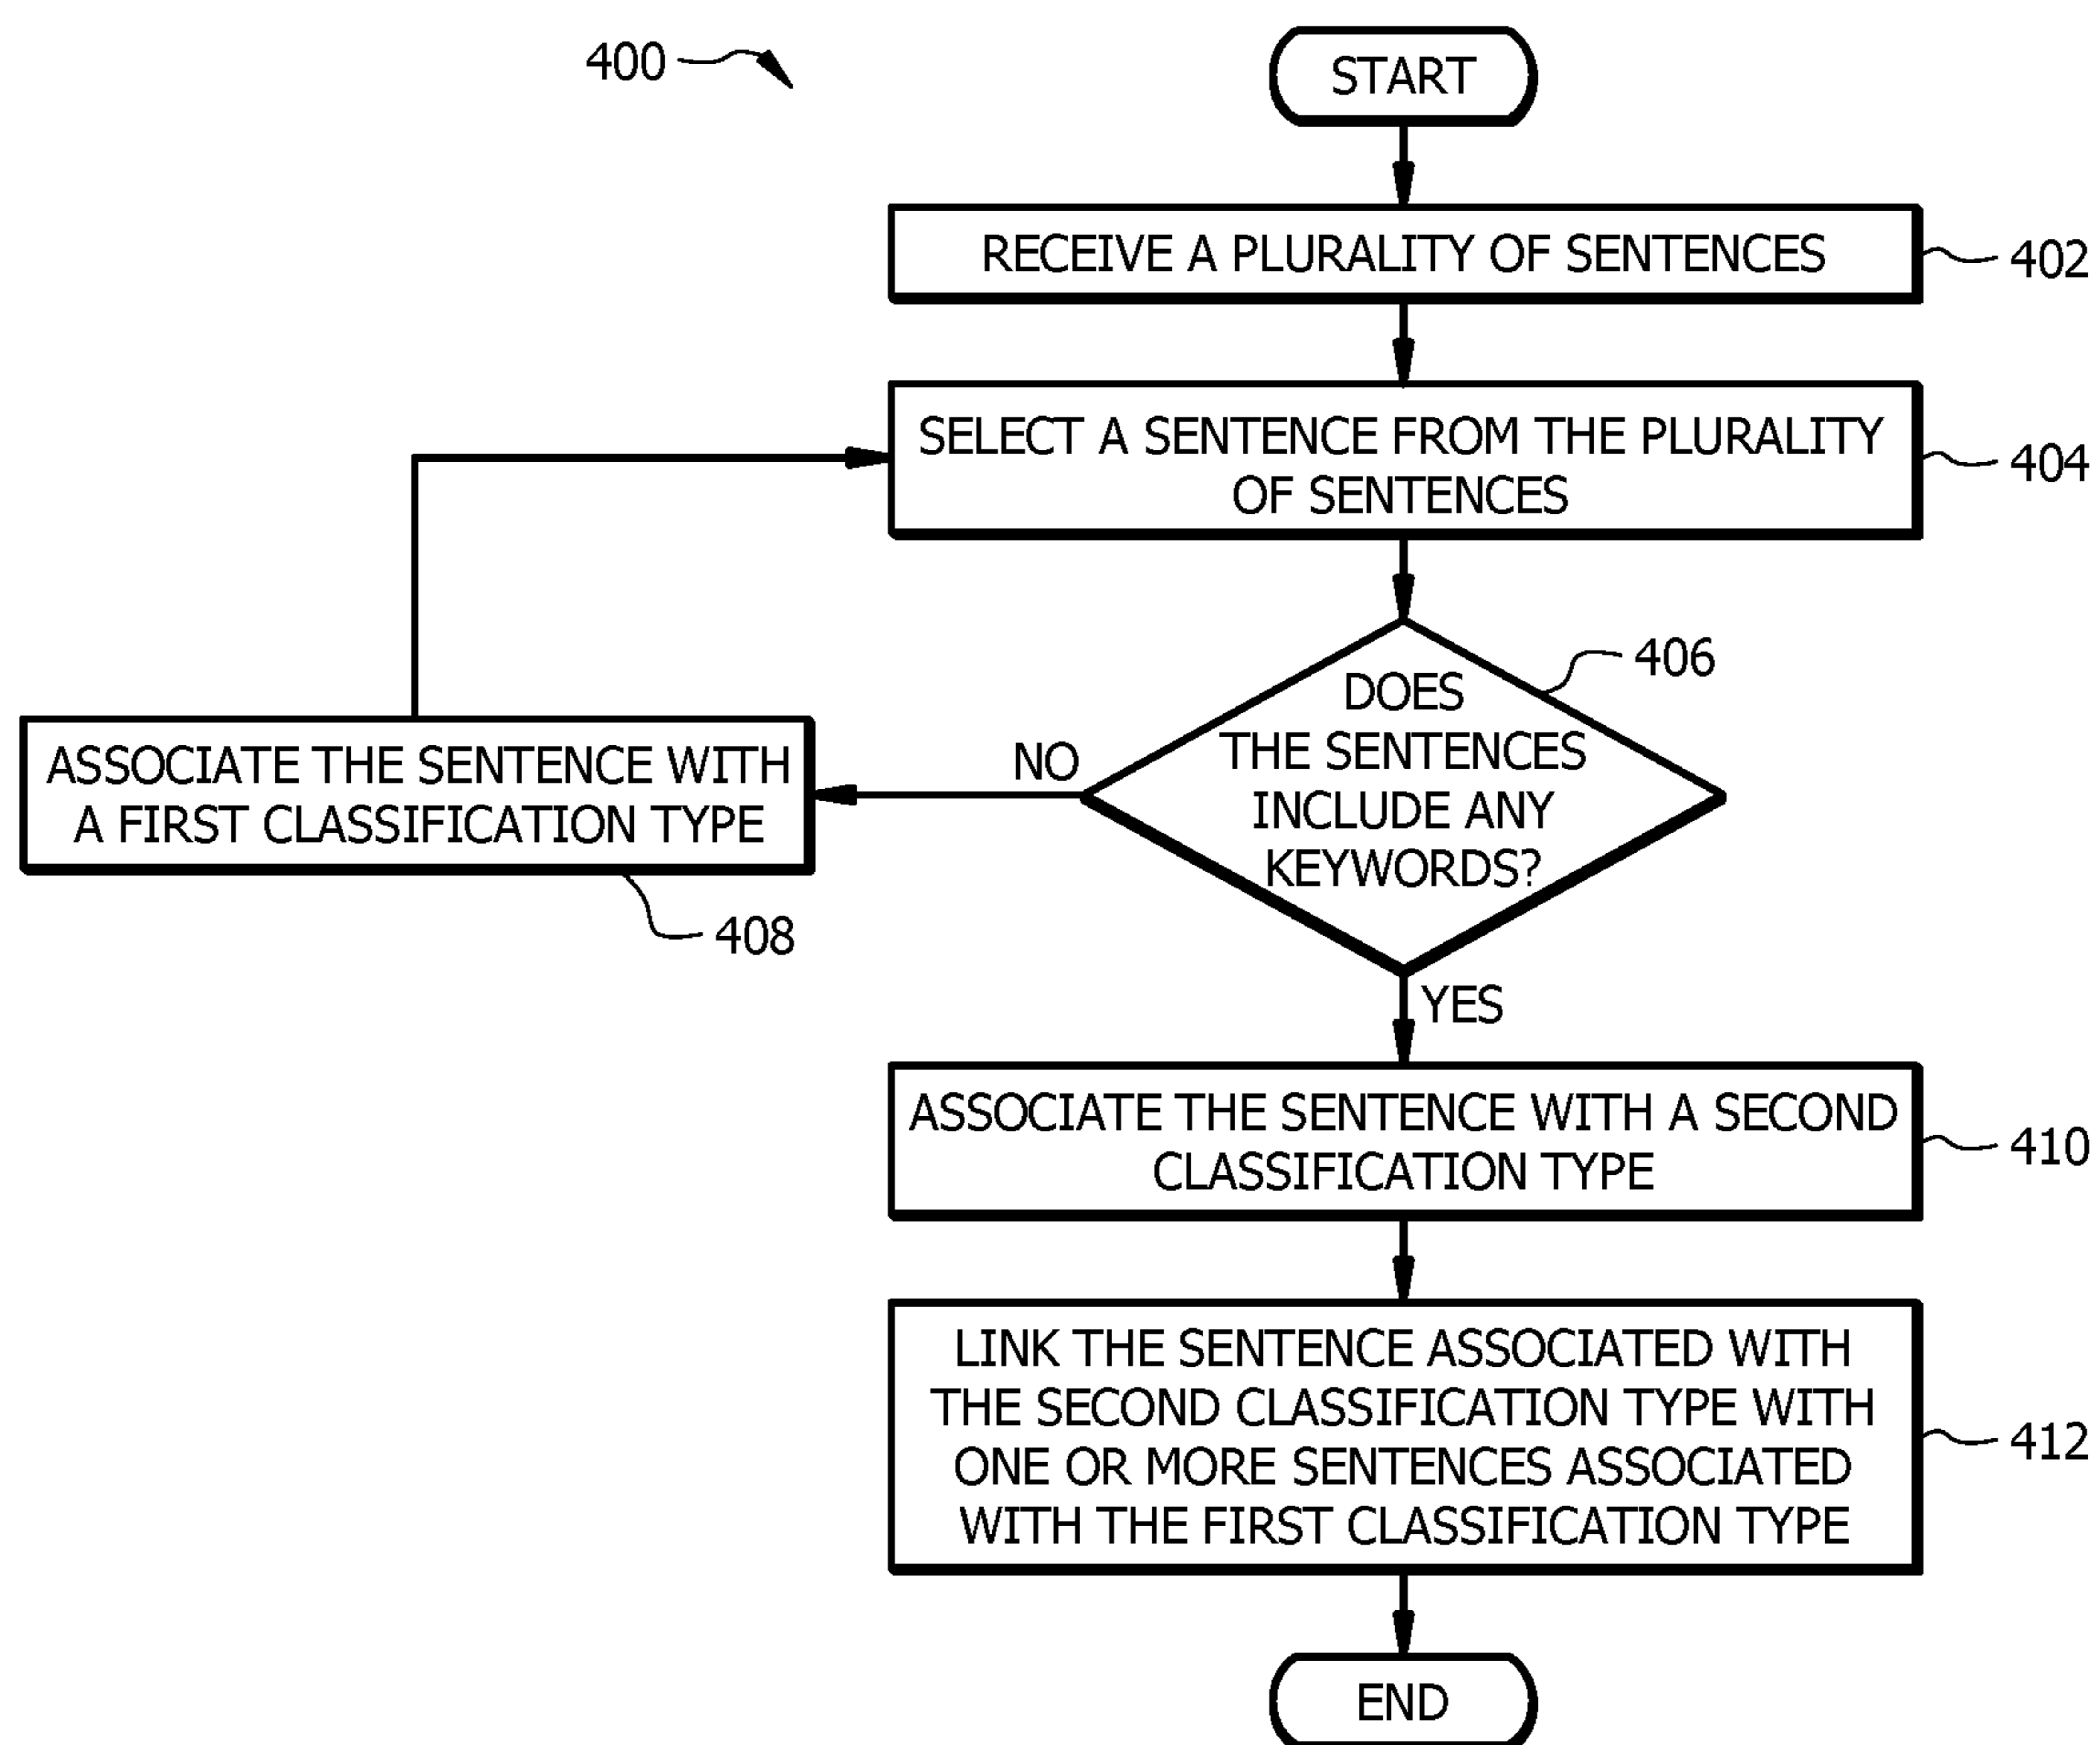 400
START
RECEIVE A PLURALITY OF SENTENCES
402
SELECT A SENTENCE FROM THE PLURALITY
OF SENTENCES
404
DOES
THE SENTENCES
INCLUDE ANY
KEYWORDS?
406
NO
ASSOCIATE THE SENTENCE WITH
A FIRST CLASSIFICATION TYPE
408
YES
ASSOCIATE THE SENTENCE WITH A SECOND
CLASSIFICATION TYPE
410
LINK THE SENTENCE ASSOCIATED WITH
THE SECOND CLASSIFICATION TYPE WITH
ONE OR MORE SENTENCES ASSOCIATED
WITH THE FIRST CLASSIFICATION TYPE
412
END